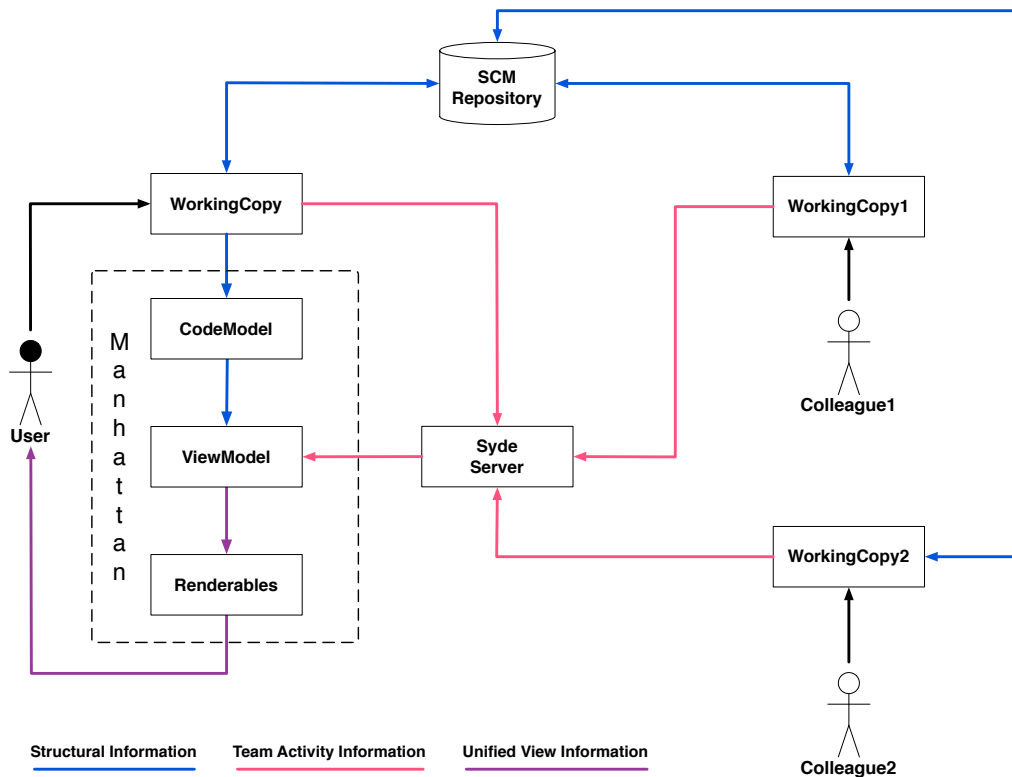 SCM
Repository
WorkingCopy
WorkingCopy1
CodeModel
Manhattan
Colleague1
User
ViewModel
Syde
Server
WorkingCopy2
Renderables
Structural Information
Team Activity Information
Unified View Information
Colleague2